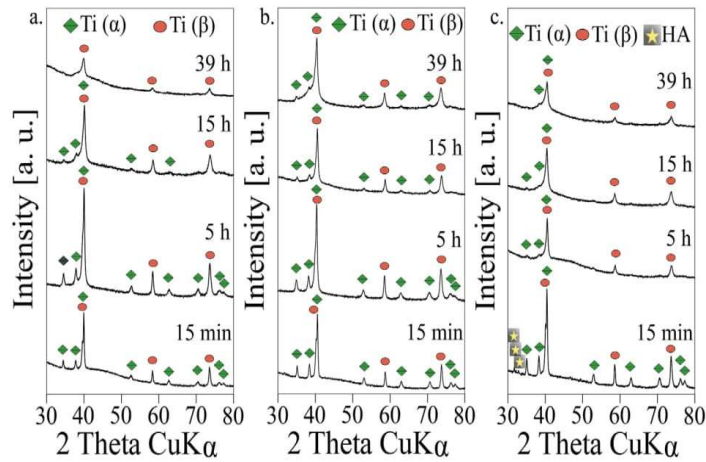 a.
Ti (α) Ti (β)
39 h
15 h
5 h
15 min
Intensity [a. u.]
30 40 50 60 70 80
2 Theta CuKα
b.
Ti (α) Ti (β)
39 h
15 h
5 h
15 min
Intensity [a. u.]
30 40 50 60 70 80
2 Theta CuKα
c.
Ti (α) Ti (β) HA
39 h
15 h
5 h
15 min
Intensity [a. u.]
30 40 50 60 70 80
2 Theta CuKα